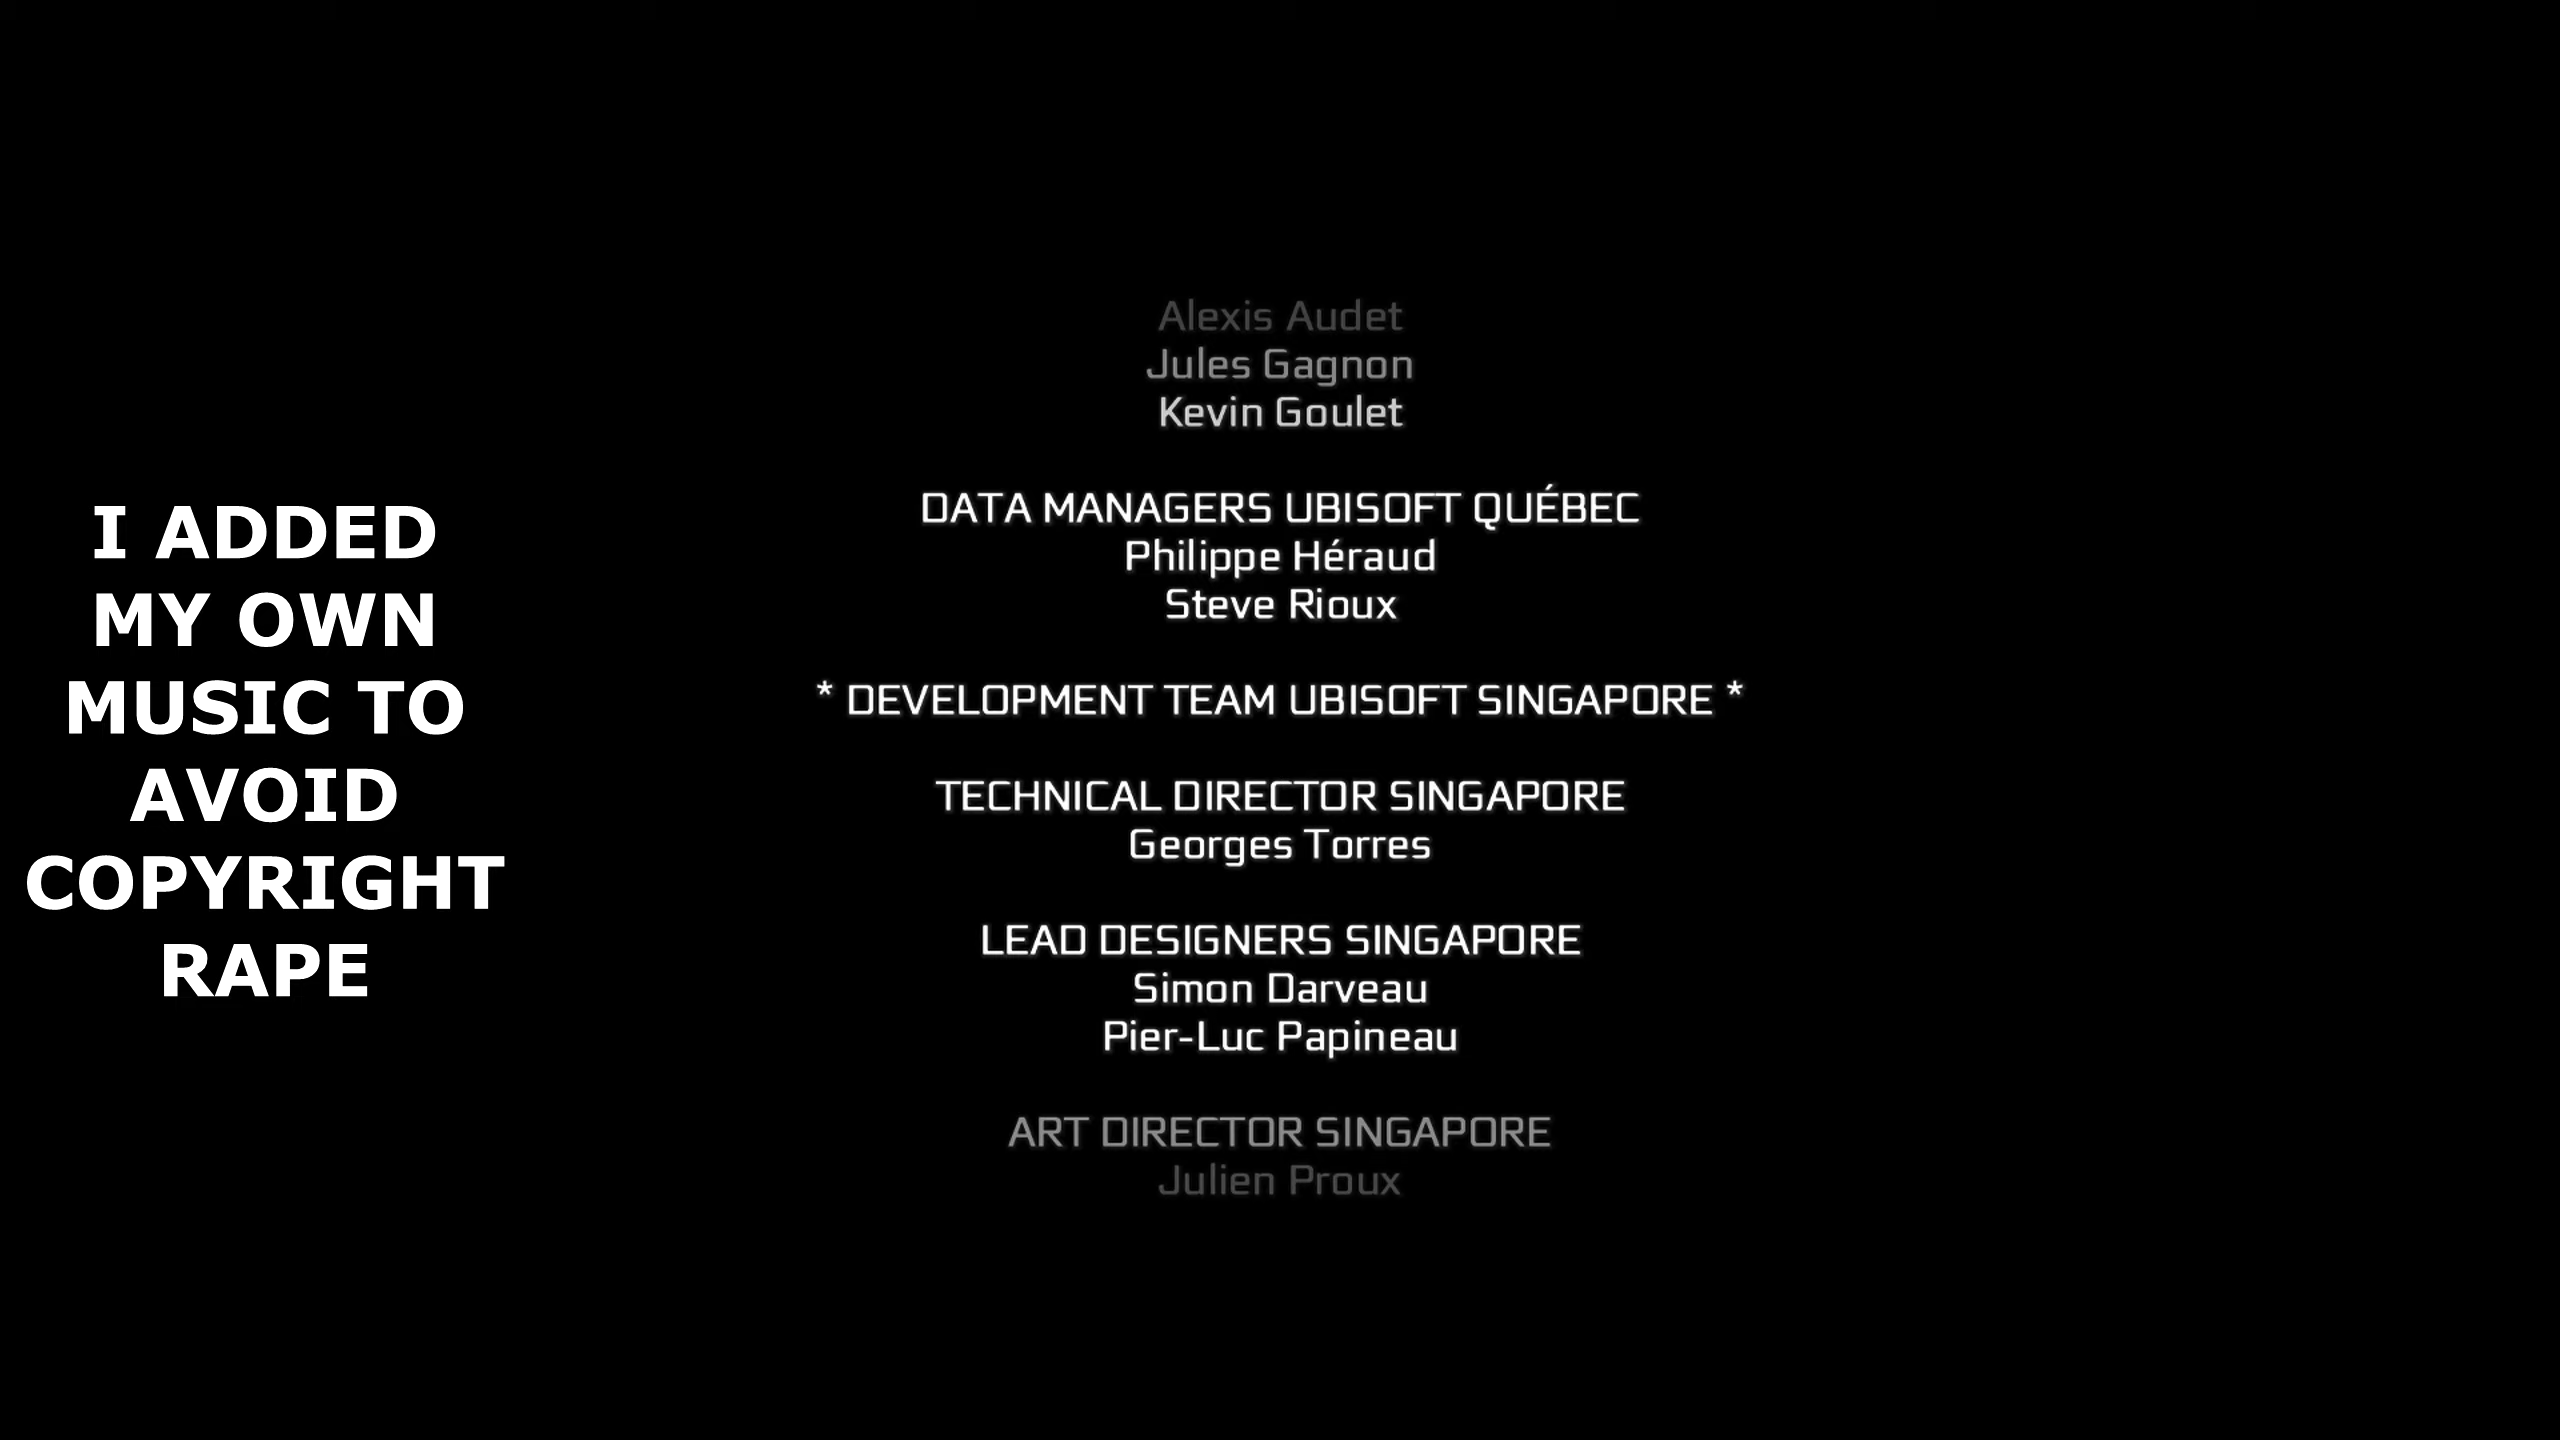 I ADDED
MY OWN
MUSIC TO
AVOID
COPYRIGHT
RAPE
Alexis Audet
Jules Gagnon
Kevin Goulet
DATA MANAGERS UBISOFT QUÉBEC
Philippe Héraud
Steve Rioux
* DEVELOPMENT TEAM UBISOFT SINGAPORE *
TECHNICAL DIRECTOR SINGAPORE
Georges Torres
LEAD DESIGNERS SINGAPORE
Simon Darveau
Pier-Luc Papineau
ART DIRECTOR SINGAPORE
Julien Proux